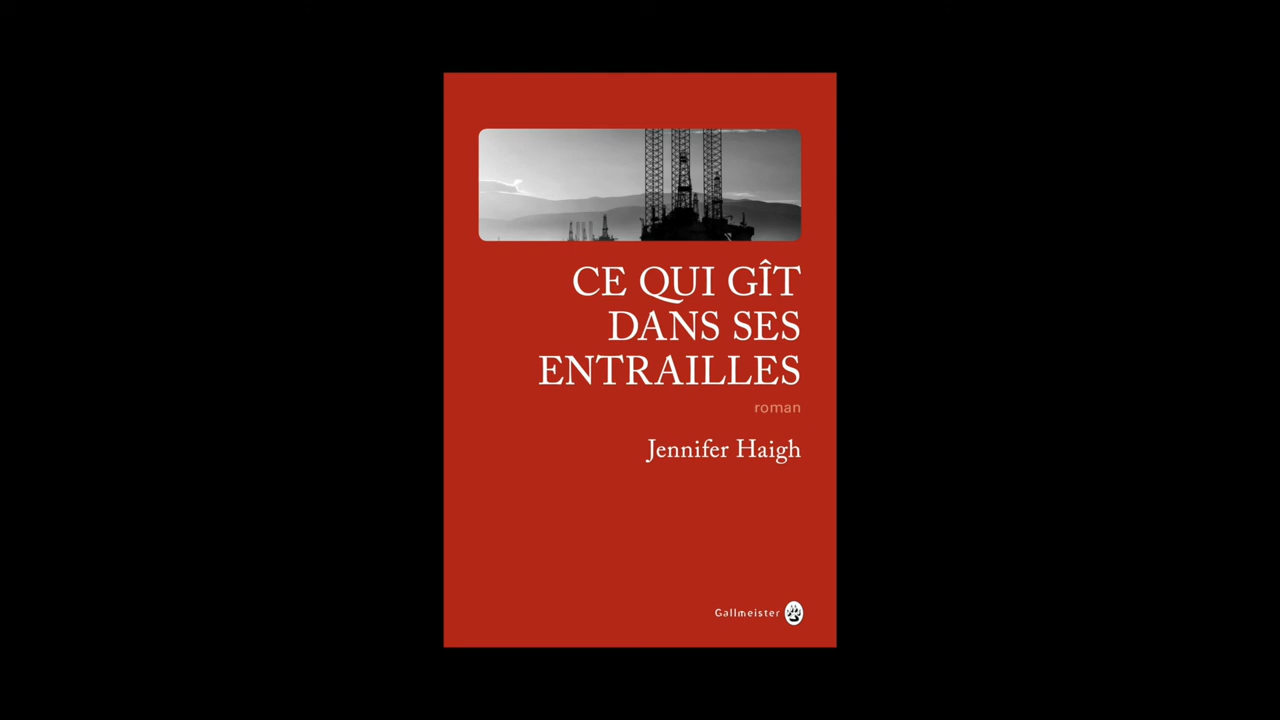 CE QUI GÎT
DANS SES
ENTRAILLES
roman
Jennifer Haigh
Gallmeister